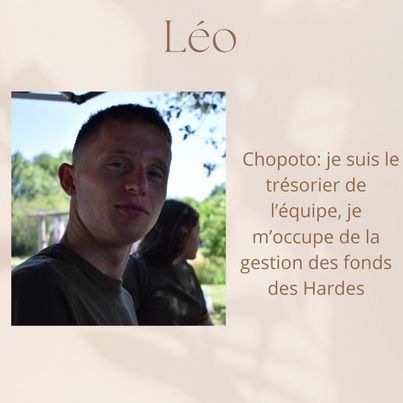 Léo
Chopoto: je suis le
trésorier de
l’équipe, je
m’occupe de la
gestion des fonds
des Hardes